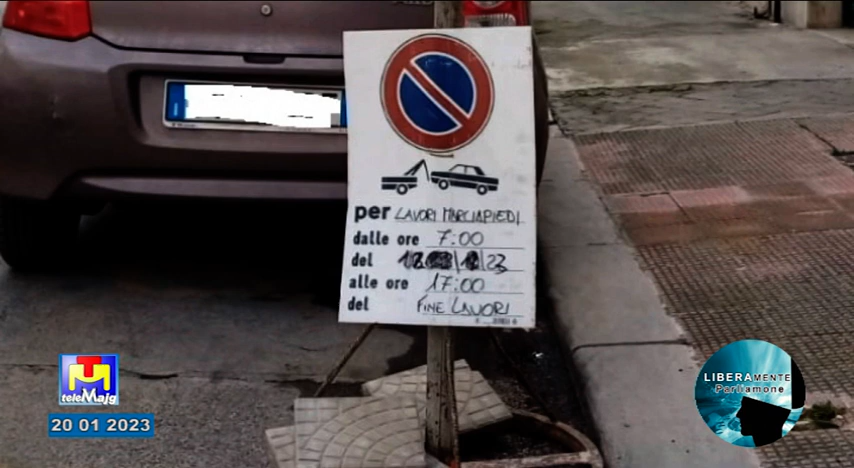 per LAVORI MARCIAPIEDI
dalle ore 7:00
del /23
alle ore 17:00
del FINE LAVORI
LIBERAMENTE
Parliamone
teleMajg
20 01 2023